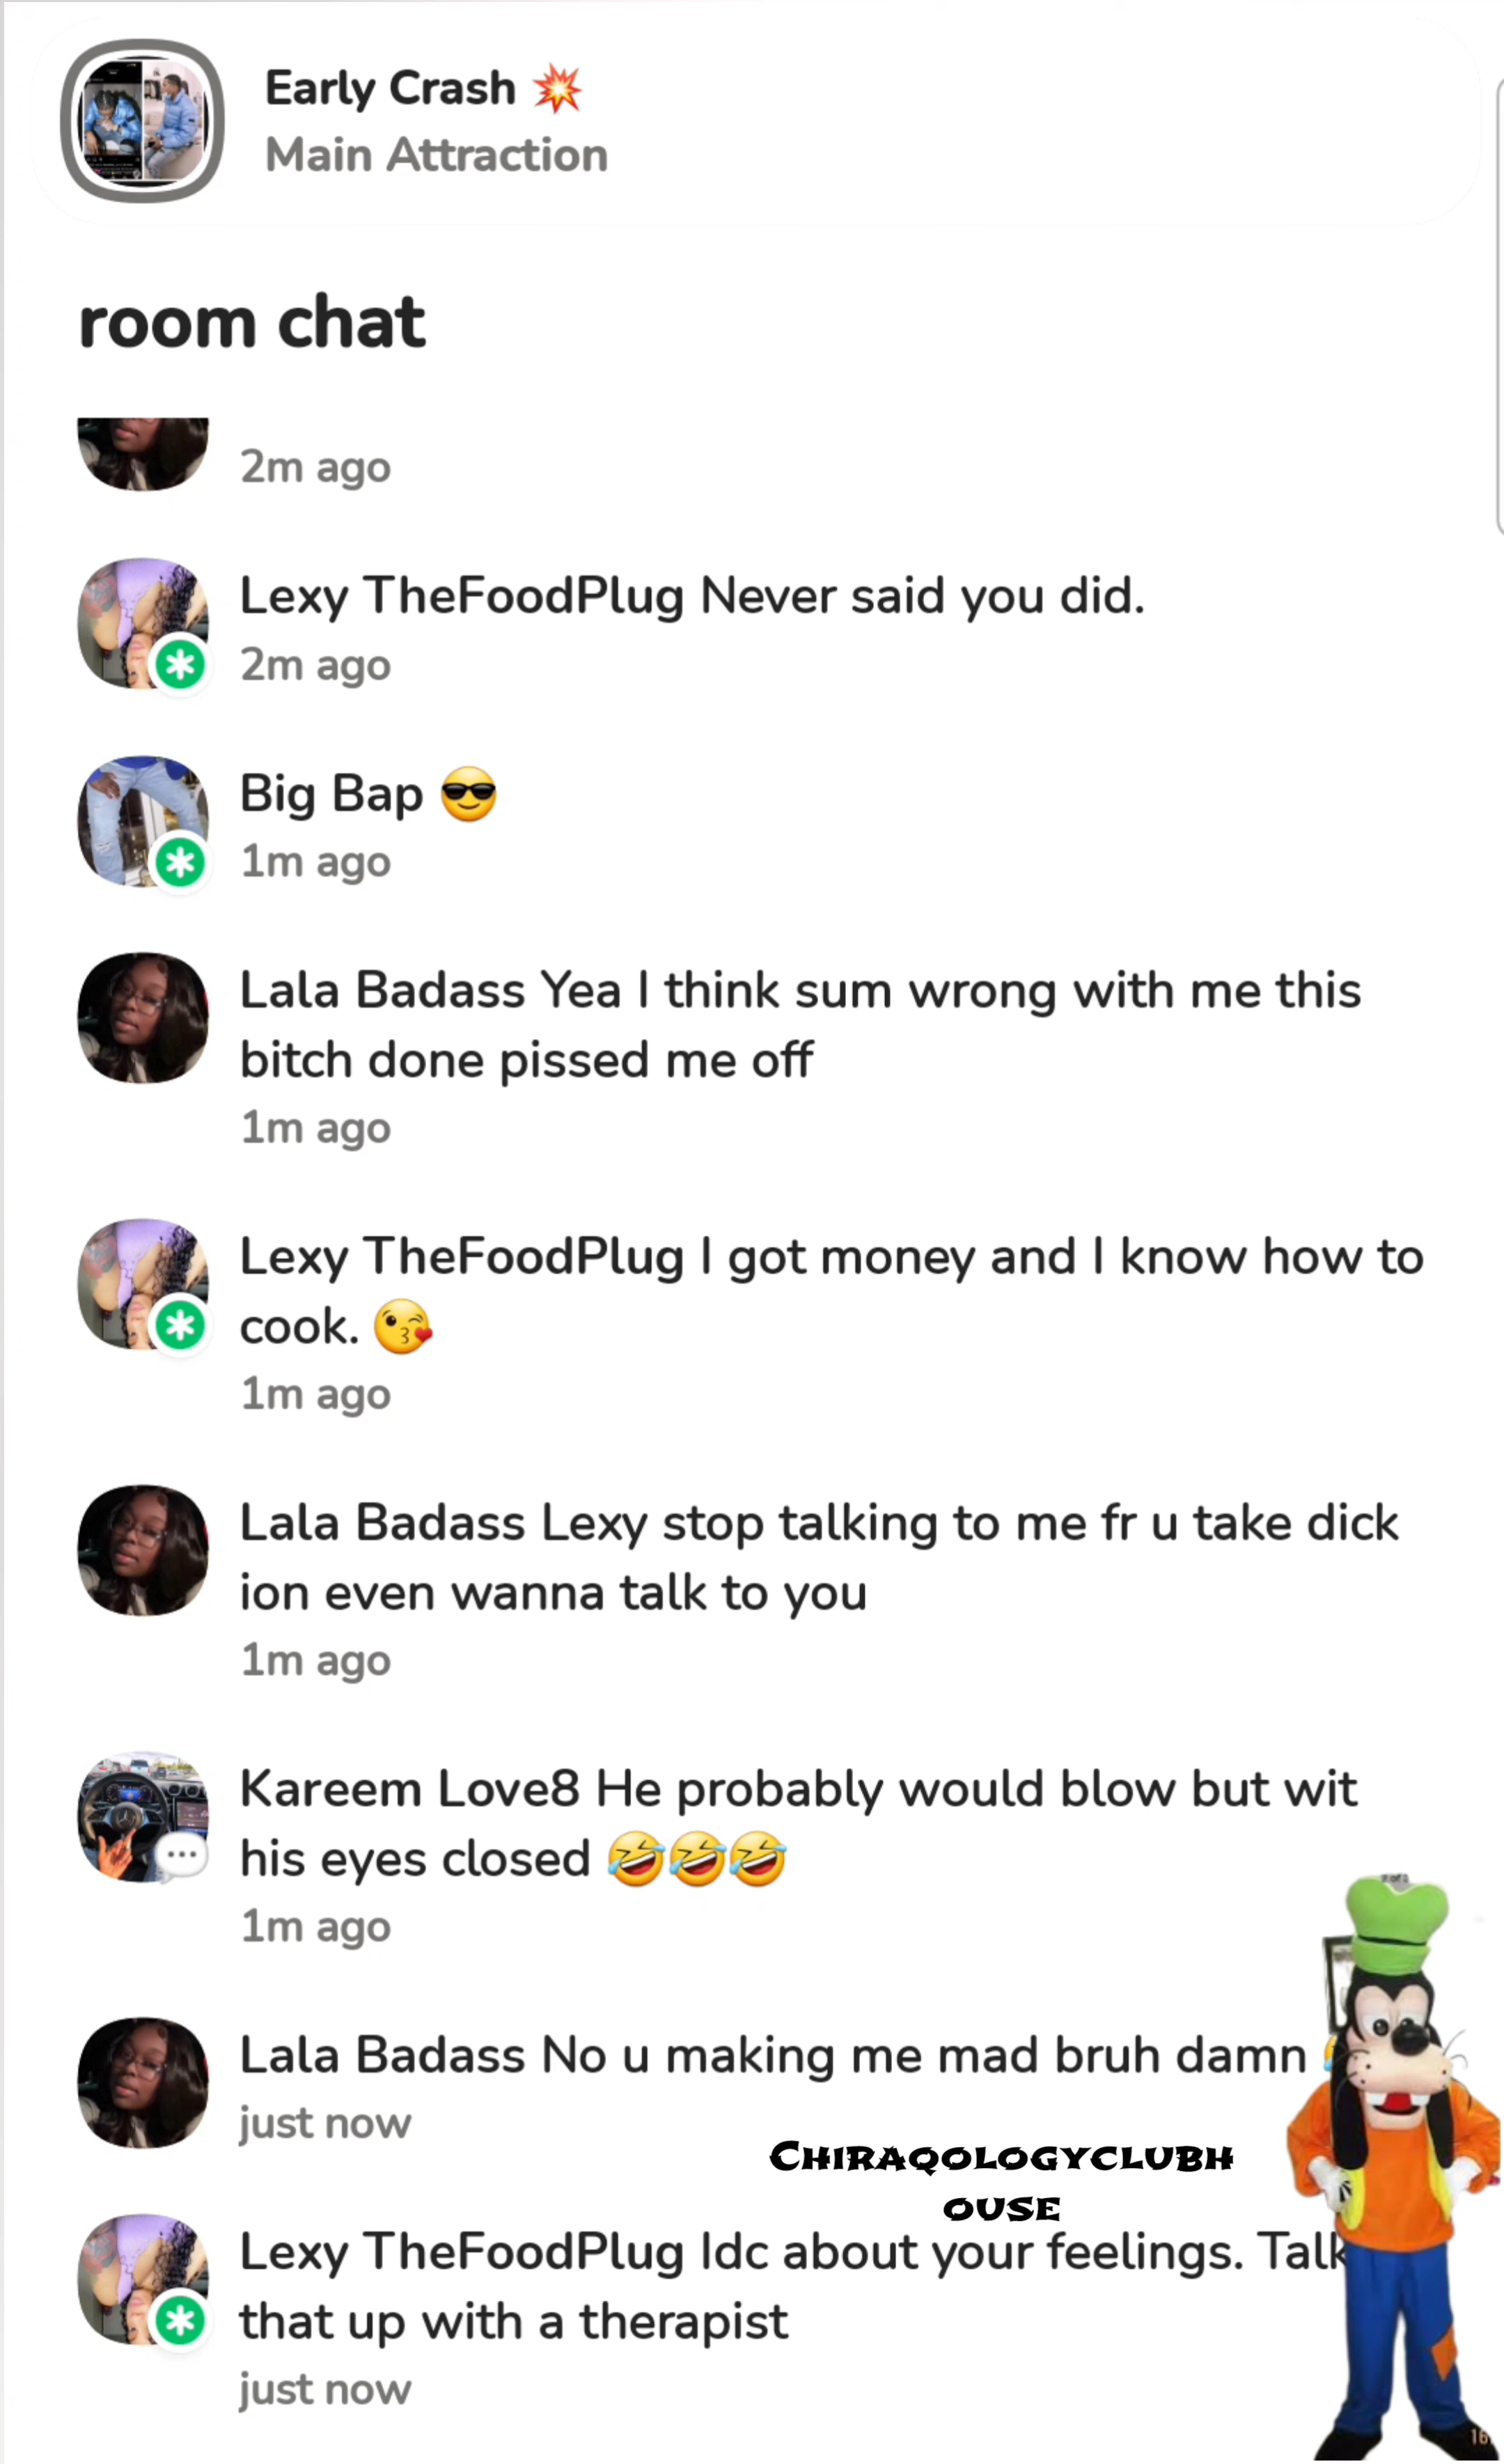 Early Crash 💥
Main Attraction
room chat
2m ago
Lexy TheFoodPlug Never said you did.
2m ago
Big Bap 😎
1m ago
Lala Badass Yea I think sum wrong with me this
bitch done pissed me off
1m ago
Lexy TheFoodPlug I got money and I know how to
cook. 😘
1m ago
Lala Badass Lexy stop talking to me fr u take dick
ion even wanna talk to you
1m ago
Kareem Love8 He probably would blow but wit
his eyes closed 🤣🤣🤣
1m ago
Lala Badass No u making me mad bruh damn
just now
Chiraqologyclubh
ouse
Lexy TheFoodPlug Idc about your feelings. Talk
that up with a therapist
just now